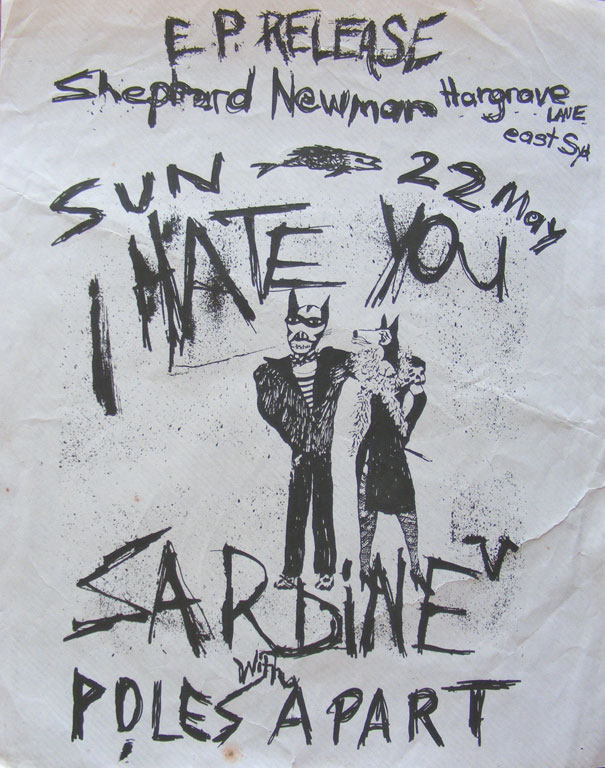 E.P. RELEASE
Sheppard Newman Hargrave
LANE
east Syd
SUN 22 May
I HATE YOU
SARDINE V
with
POLES APART